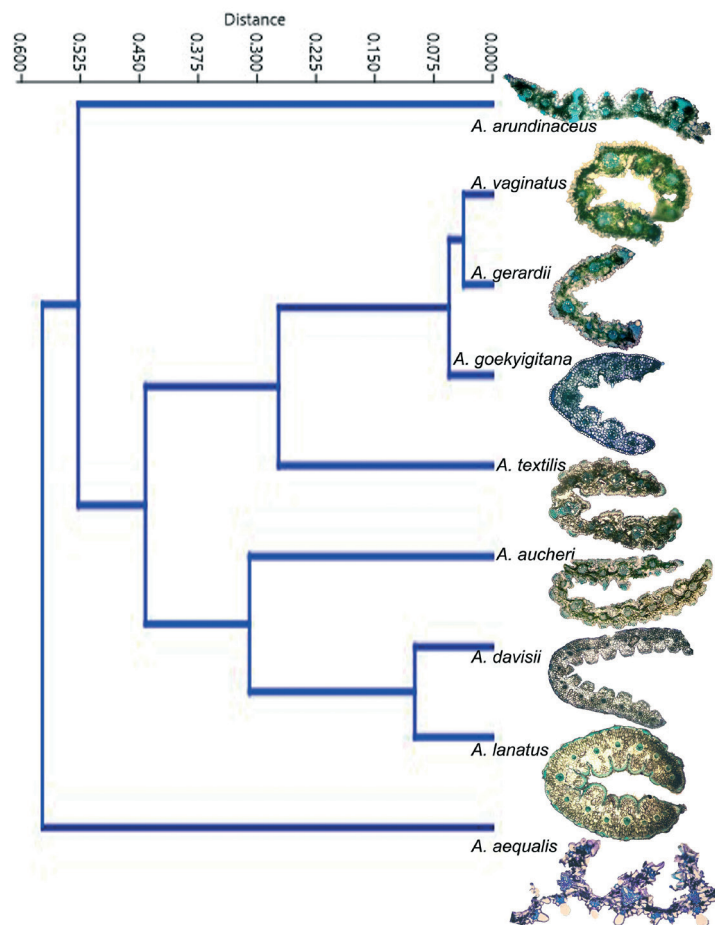 Distance
0.600 0.525 0.450 0.375 0.300 0.225 0.150 0.075 0.000
A. arundinaceus
A. vaginatus
A. gerardii
A. goekyigitana
A. textilis
A. aucheri
A. davisii
A. lanatus
A. aequalis